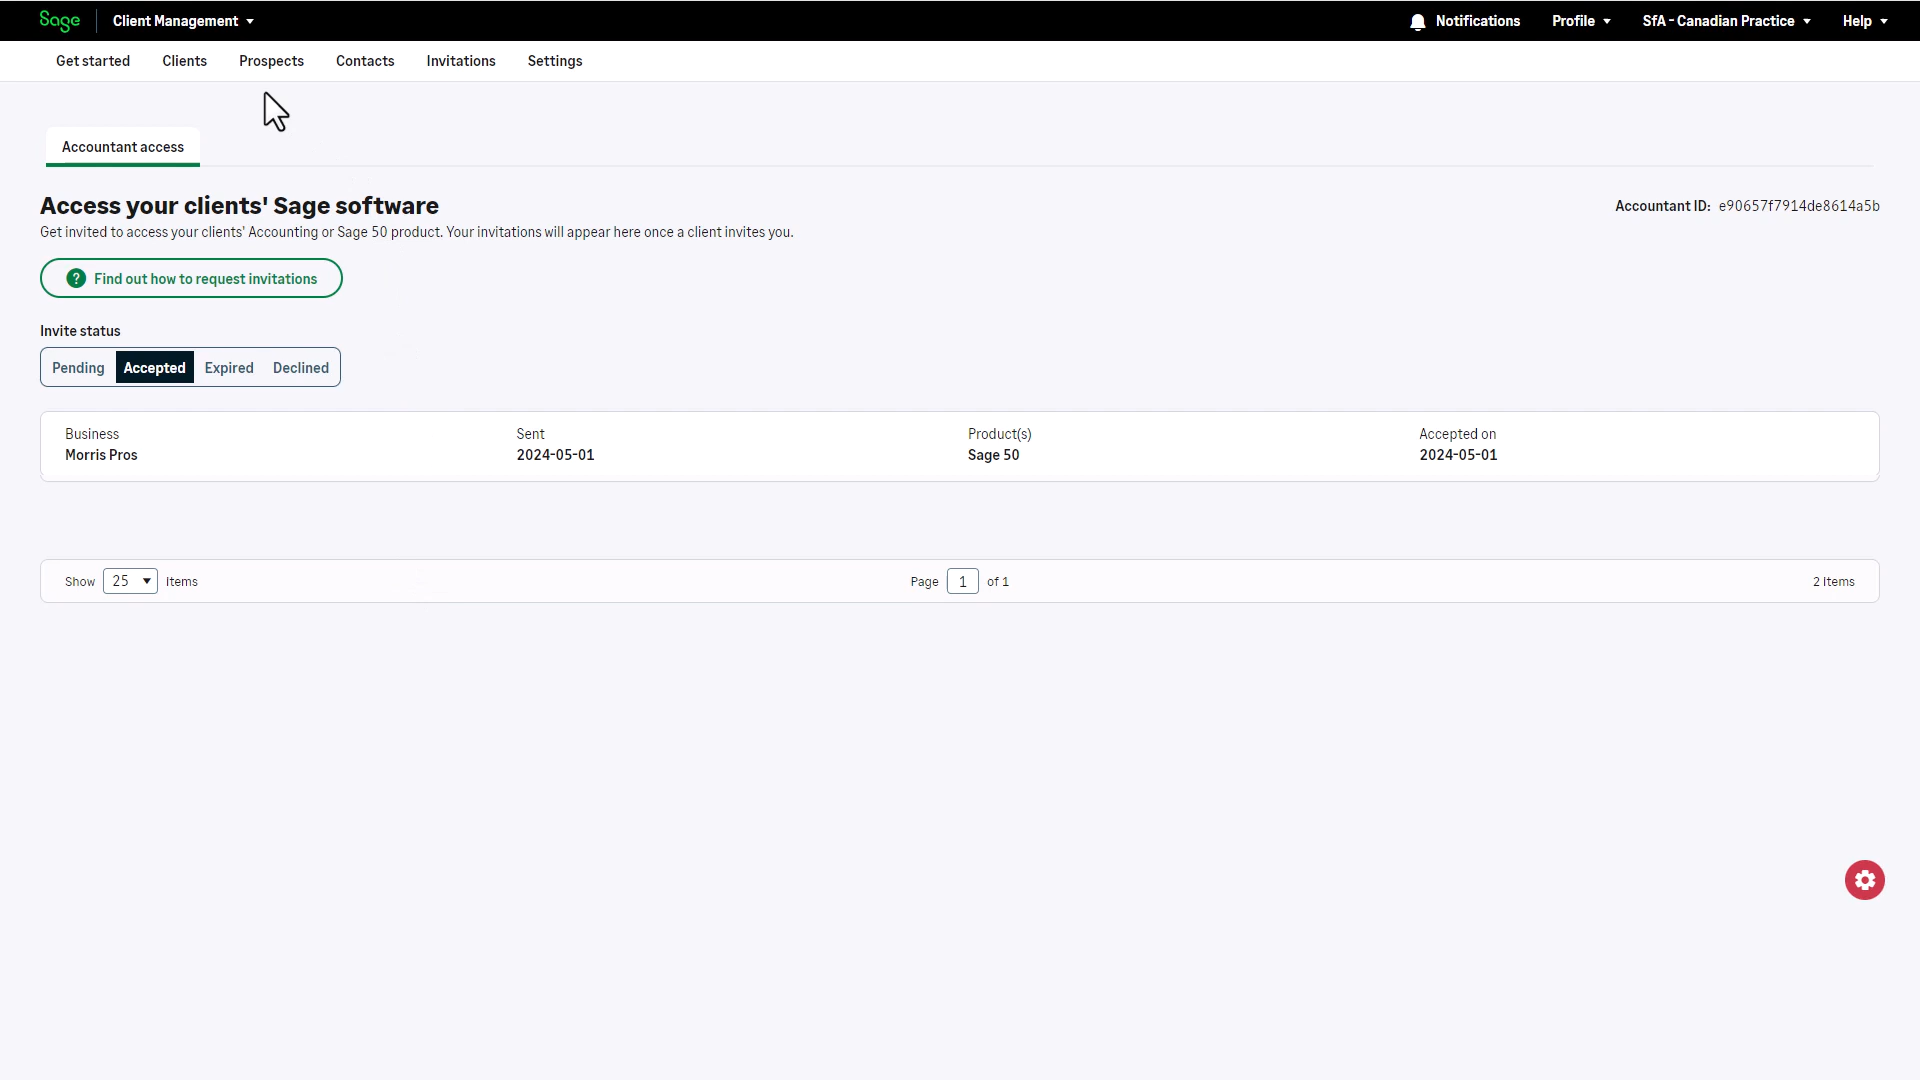 Sage Client Management Notifications Profile SfA - Canadian Practice Help
Get started Clients Prospects Contacts Invitations Settings
Accountant access
Access your clients' Sage software
Accountant ID: e90657f7914de8614a5b
Get invited to access your clients' Accounting or Sage 50 product. Your invitations will appear here once a client invites you.
? Find out how to request invitations
Invite status
Pending Accepted Expired Declined
Business Sent Product(s) Accepted on
Morris Pros 2024-05-01 Sage 50 2024-05-01
Show 25 Items Page 1 of 1 2 Items